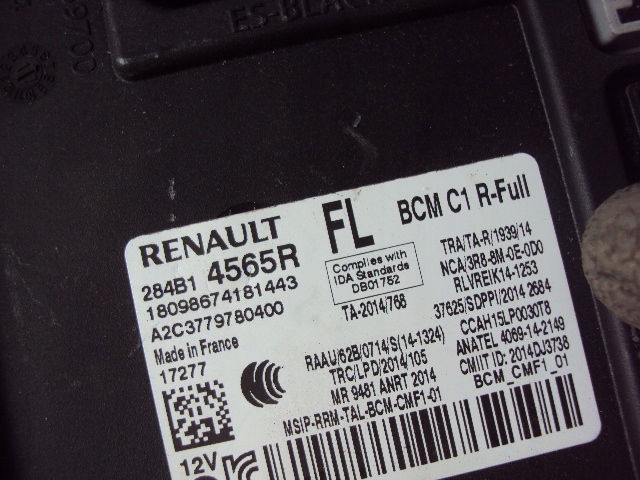 RENAULT
284B1 4565R
18098674181443
A2C3779780400
Made in France
17277
12V
FL
BCM C1 R-Full
Complies with
IDA Standards
DB01752
TA-2014/768
TRA/TA-R/1939/14
NCA/3R8-8M-0E-0D0
RLVREIK14-1253
37625/SDPPI/2014 2684
CCAH15LP0030T8
ANATEL 4069-14-2149
CMIIT ID: 2014DJ3738
BCM_CMF1_01
RAAU/62B/0714/S(14-1324)
TRC/LPD/2014/105
MR 9481 ANRT 2014
MSIP-RRM-TAL-BCM-CMF1-01